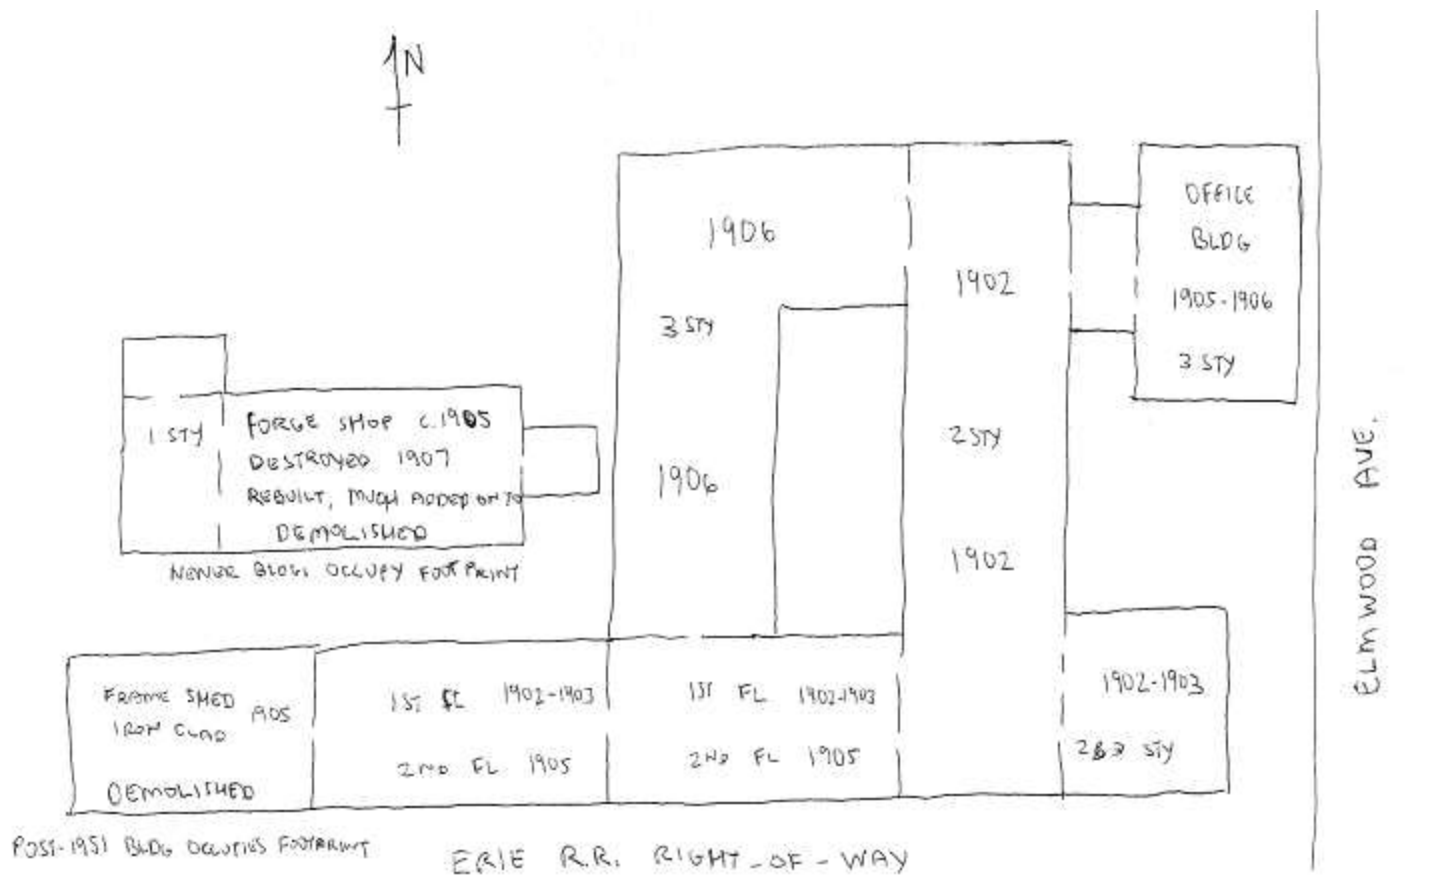 N
1906
3 STY
1906
1902
2 STY
1902
OFFICE
BLDG
1905-1906
3 STY
ELMWOOD AVE.
1 STY
FORGE SHOP C.1905
DESTROYED 1907
REBUILT, MUCH ADDED ON TO
DEMOLISHED
NEWER BLDGS OCCUPY FOOTPRINT
FRAME SHED 1905
IRON CLAD
DEMOLISHED
1ST FL 1902-1903
2ND FL 1905
1ST FL 1902-1903
2ND FL 1905
1902-1903
2&3 STY
POST-1951 BLDG OCCUPIES FOOTPRINT
ERIE R.R. RIGHT-OF-WAY